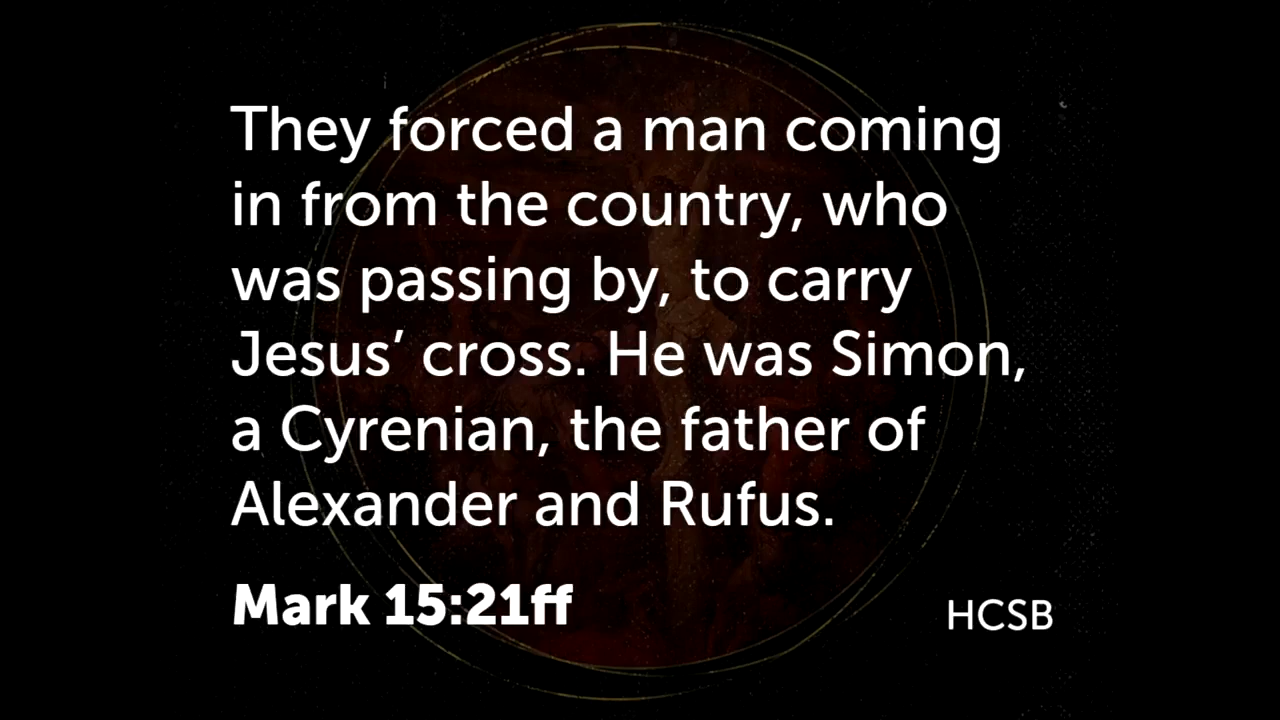 They forced a man coming
in from the country, who
was passing by, to carry
Jesus’ cross. He was Simon,
a Cyrenian, the father of
Alexander and Rufus.
Mark 15:21ff
HCSB